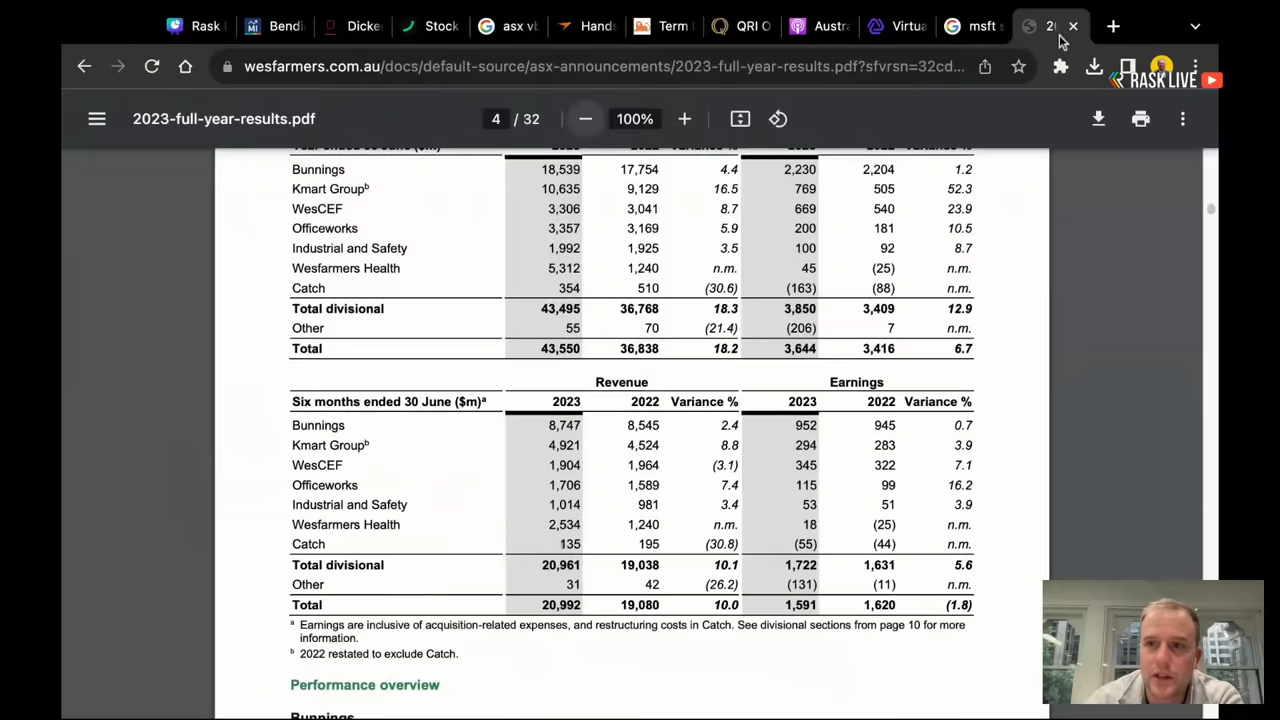 Rask
Bendi
Dicke
Stock
asx vl
Hands
Term
QRI O
Austra
Virtua
msft s
2
wesfarmers.com.au/docs/default-source/asx-announcements/2023-full-year-results.pdf?sfvrsn=32cd...
RASK LIVE
2023-full-year-results.pdf
4 / 32
100%
Bunnings 18,539 17,754 4.4 2,230 2,204 1.2
Kmart Groupᵇ 10,635 9,129 16.5 769 505 52.3
WesCEF 3,306 3,041 8.7 669 540 23.9
Officeworks 3,357 3,169 5.9 200 181 10.5
Industrial and Safety 1,992 1,925 3.5 100 92 8.7
Wesfarmers Health 5,312 1,240 n.m. 45 (25) n.m.
Catch 354 510 (30.6) (163) (88) n.m.
Total divisional 43,495 36,768 18.3 3,850 3,409 12.9
Other 55 70 (21.4) (206) 7 n.m.
Total 43,550 36,838 18.2 3,644 3,416 6.7
Revenue Earnings
Six months ended 30 June ($m)ᵃ 2023 2022 Variance % 2023 2022 Variance %
Bunnings 8,747 8,545 2.4 952 945 0.7
Kmart Groupᵇ 4,921 4,524 8.8 294 283 3.9
WesCEF 1,904 1,964 (3.1) 345 322 7.1
Officeworks 1,706 1,589 7.4 115 99 16.2
Industrial and Safety 1,014 981 3.4 53 51 3.9
Wesfarmers Health 2,534 1,240 n.m. 18 (25) n.m.
Catch 135 195 (30.8) (55) (44) n.m.
Total divisional 20,961 19,038 10.1 1,722 1,631 5.6
Other 31 42 (26.2) (131) (11) n.m.
Total 20,992 19,080 10.0 1,591 1,620 (1.8)
ᵃ Earnings are inclusive of acquisition-related expenses, and restructuring costs in Catch. See divisional sections from page 10 for more
information.
ᵇ 2022 restated to exclude Catch.
Performance overview
Bunnings